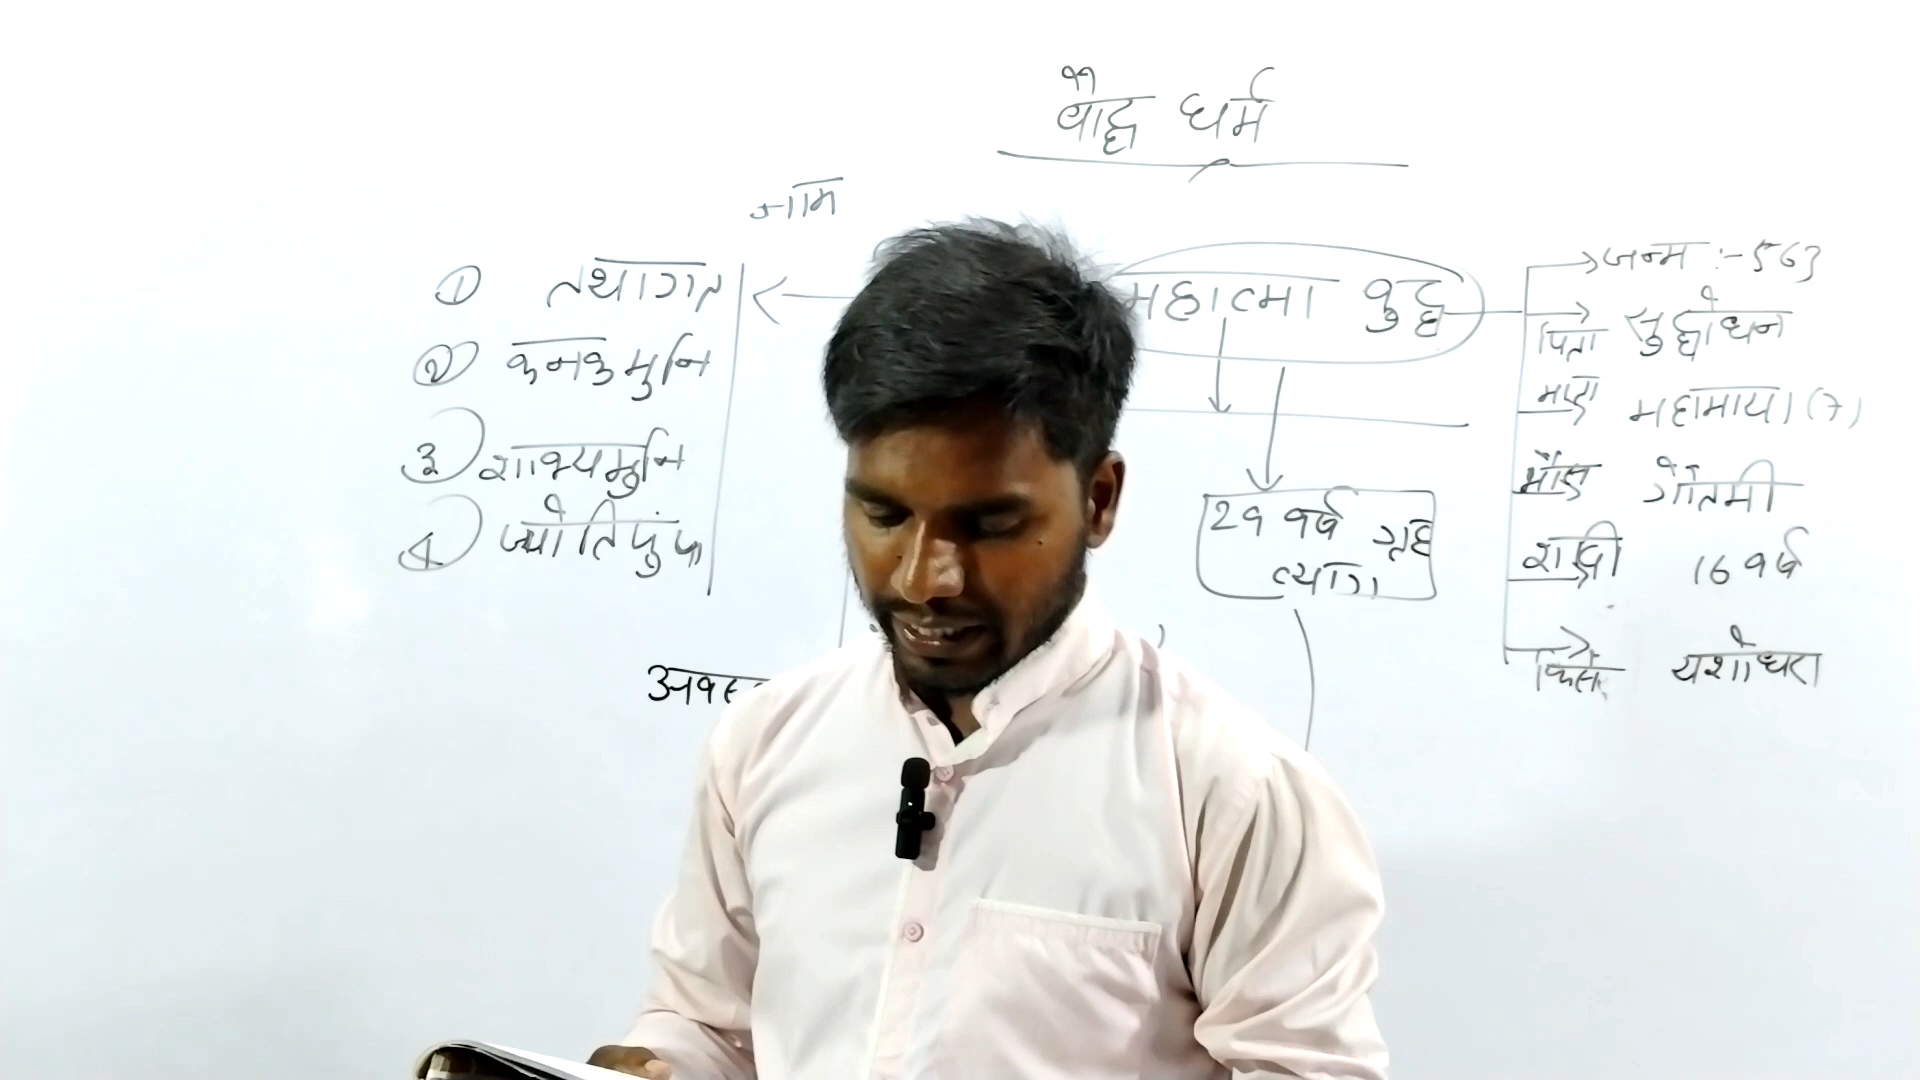 बौद्ध धर्म
नाम
① तथागत
② कनकमुनि
③ शाक्यमुनि
④ ज्योतिपुंज
महात्मा बुद्ध
29 वर्ष गृह
त्याग
जन्म :- 563
पिता सुद्धोधन
महामाया (7)
गौतमी
शादी 16 वर्ष
यशोधरा